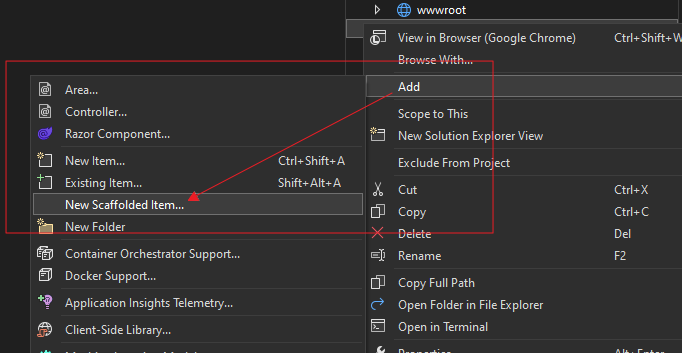 wwwroot
View in Browser (Google Chrome) Ctrl+Shift+W
Browse With...
Add
Scope to This
New Solution Explorer View
Exclude From Project
Cut Ctrl+X
Copy Ctrl+C
Delete Del
Rename F2
Copy Full Path
Open Folder in File Explorer
Open in Terminal
Properties Alt+Enter
Area...
Controller...
Razor Component...
New Item... Ctrl+Shift+A
Existing Item... Shift+Alt+A
New Scaffolded Item...
New Folder
Container Orchestrator Support...
Docker Support...
Application Insights Telemetry...
Client-Side Library...